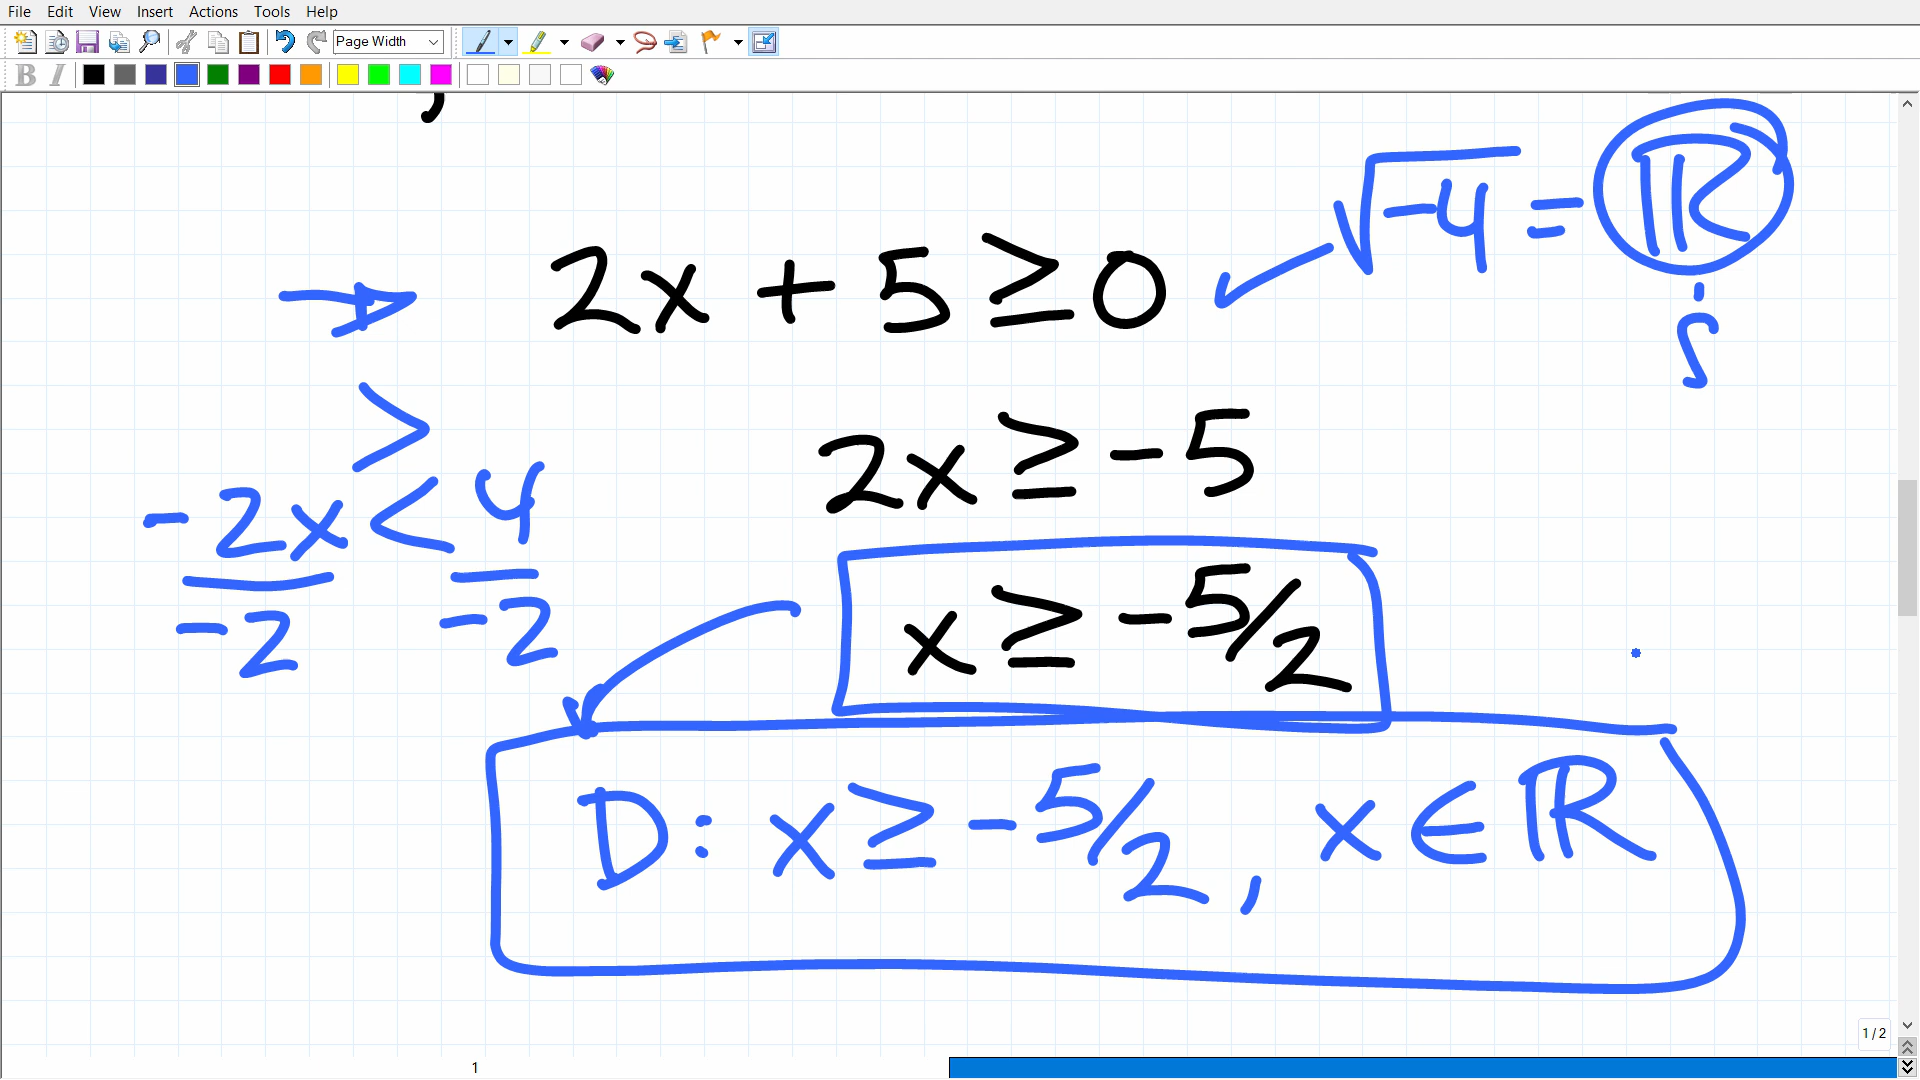 File Edit View Insert Actions Tools Help
Page Width
B I
√-4 = ℝ
2x + 5 ≥ 0
>
2x ≥ -5
-2x < 4
-2 -2
x ≥ -5/2
D: x ≥ -5/2, x ∈ ℝ
1 / 2
1